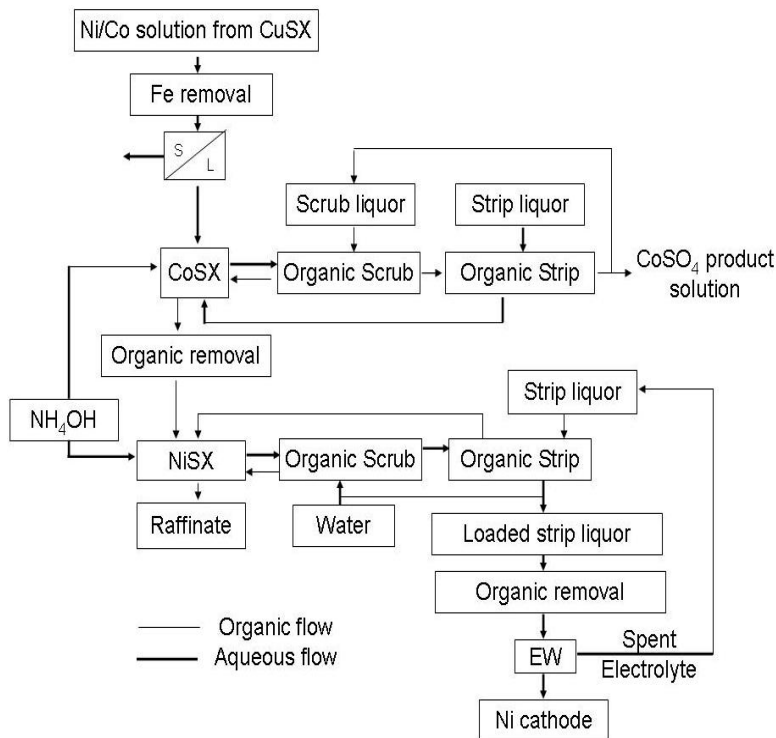 Ni/Co solution from CuSX
Fe removal
S
L
Scrub liquor
Strip liquor
CoSX
Organic Scrub
Organic Strip
CoSO₄ product
solution
Organic removal
Strip liquor
NH₄OH
NiSX
Organic Scrub
Organic Strip
Raffinate
Water
Loaded strip liquor
Organic removal
Organic flow
Aqueous flow
EW
Spent
Electrolyte
Ni cathode